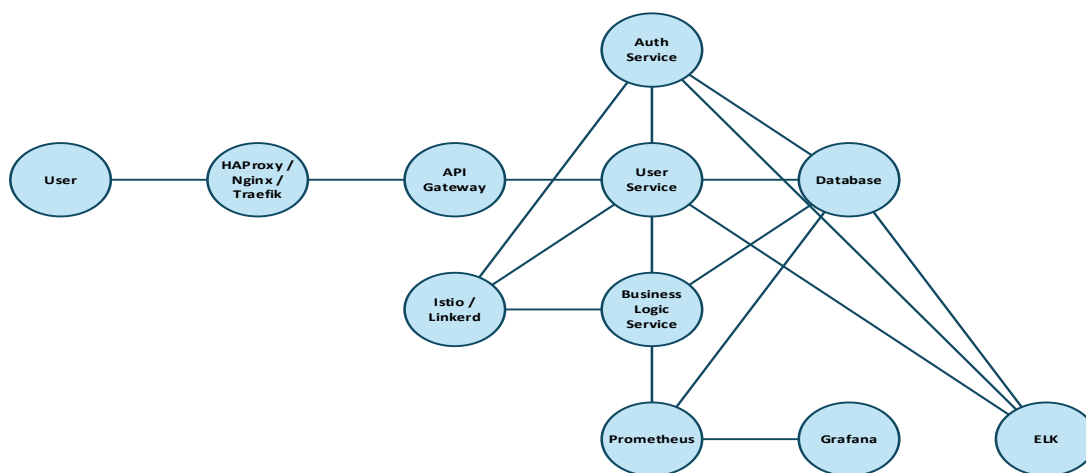 Auth
Service
User
HAProxy /
Nginx /
Traefik
API
Gateway
User
Service
Database
Istio /
Linkerd
Business
Logic
Service
Prometheus
Grafana
ELK